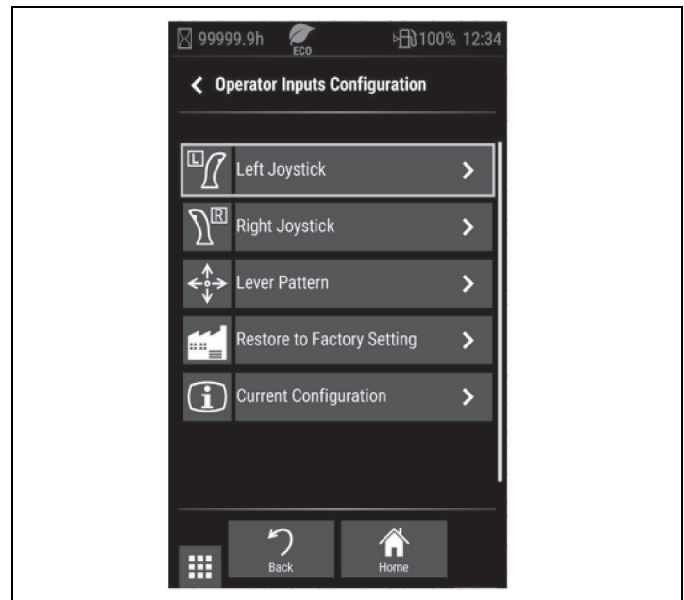 99999.9h ECO 100% 12:34
Operator Inputs Configuration
L Left Joystick
R Right Joystick
Lever Pattern
Restore to Factory Setting
i Current Configuration
Back Home